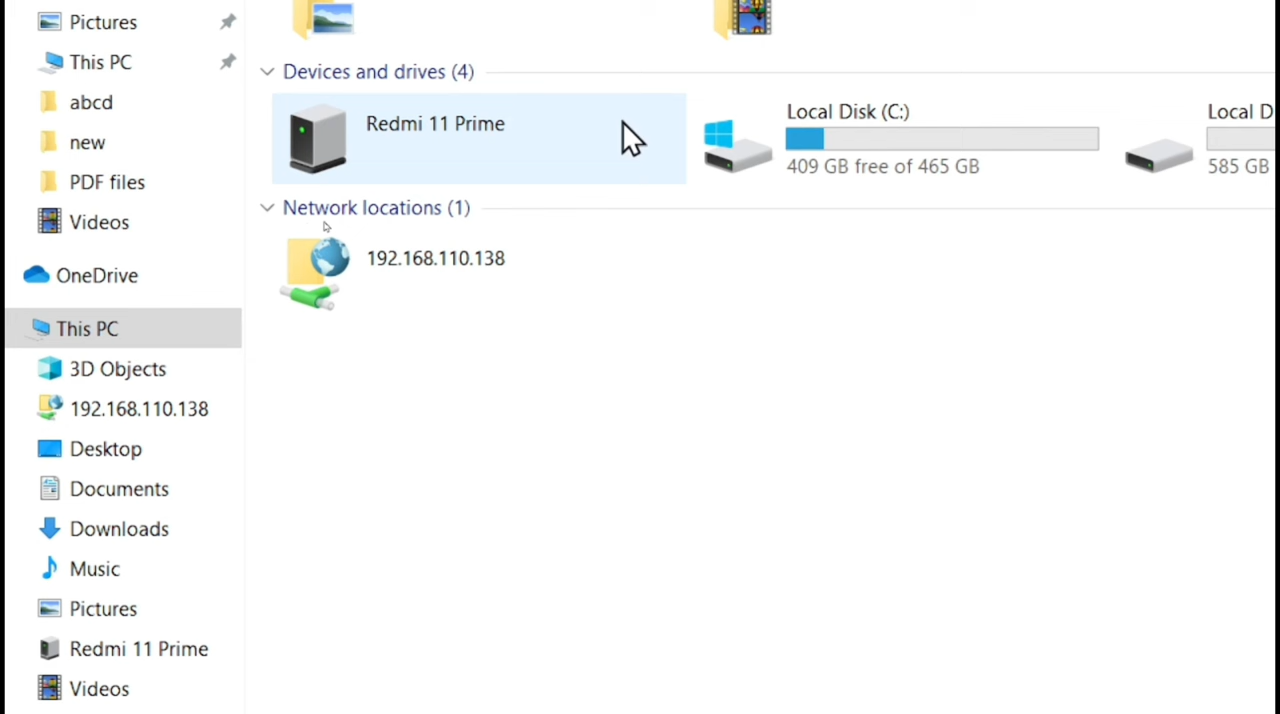 Pictures
This PC
abcd
new
PDF files
Videos
OneDrive
This PC
3D Objects
192.168.110.138
Desktop
Documents
Downloads
Music
Pictures
Redmi 11 Prime
Videos
Devices and drives (4)
Redmi 11 Prime
Local Disk (C:)
409 GB free of 465 GB
Local D
585 GB
Network locations (1)
192.168.110.138